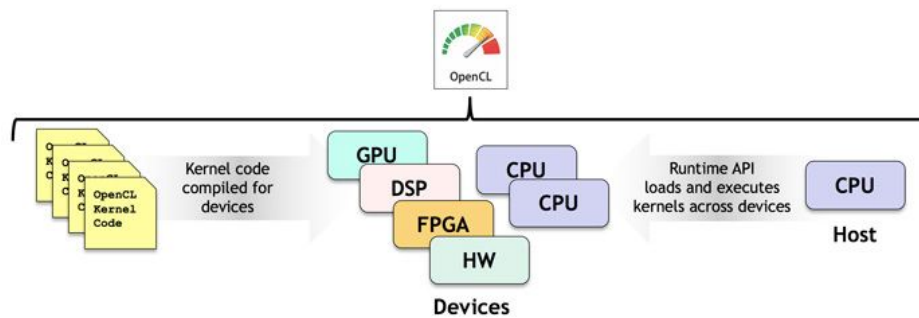 OpenCL
OpenCL
Kernel
Code
Kernel code
compiled for
devices
GPU
DSP
FPGA
HW
CPU
CPU
Devices
Runtime API
loads and executes
kernels across devices
CPU
Host